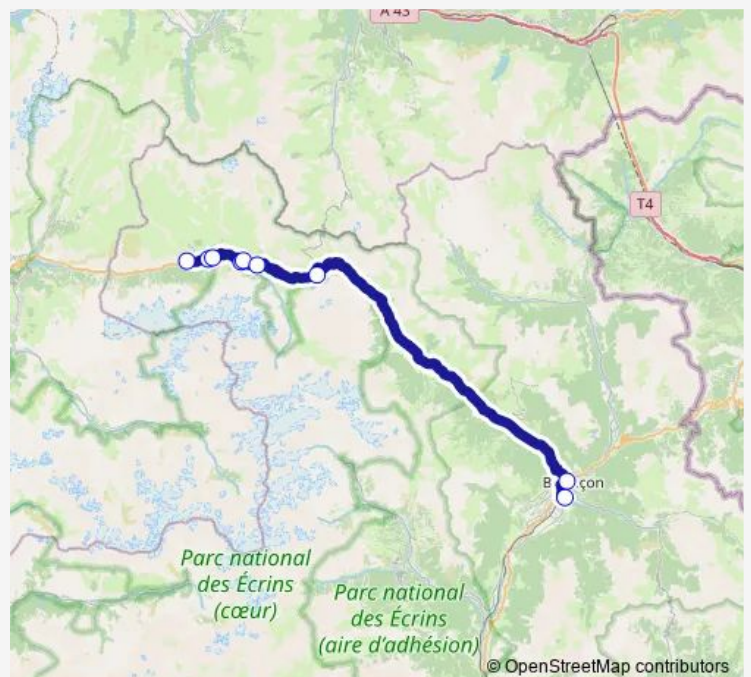 A 43
T4
B çon
Parc national
des Écrins
(cœur)
Parc national
des Écrins
(aire d'adhésion)
© OpenStreetMap contributors